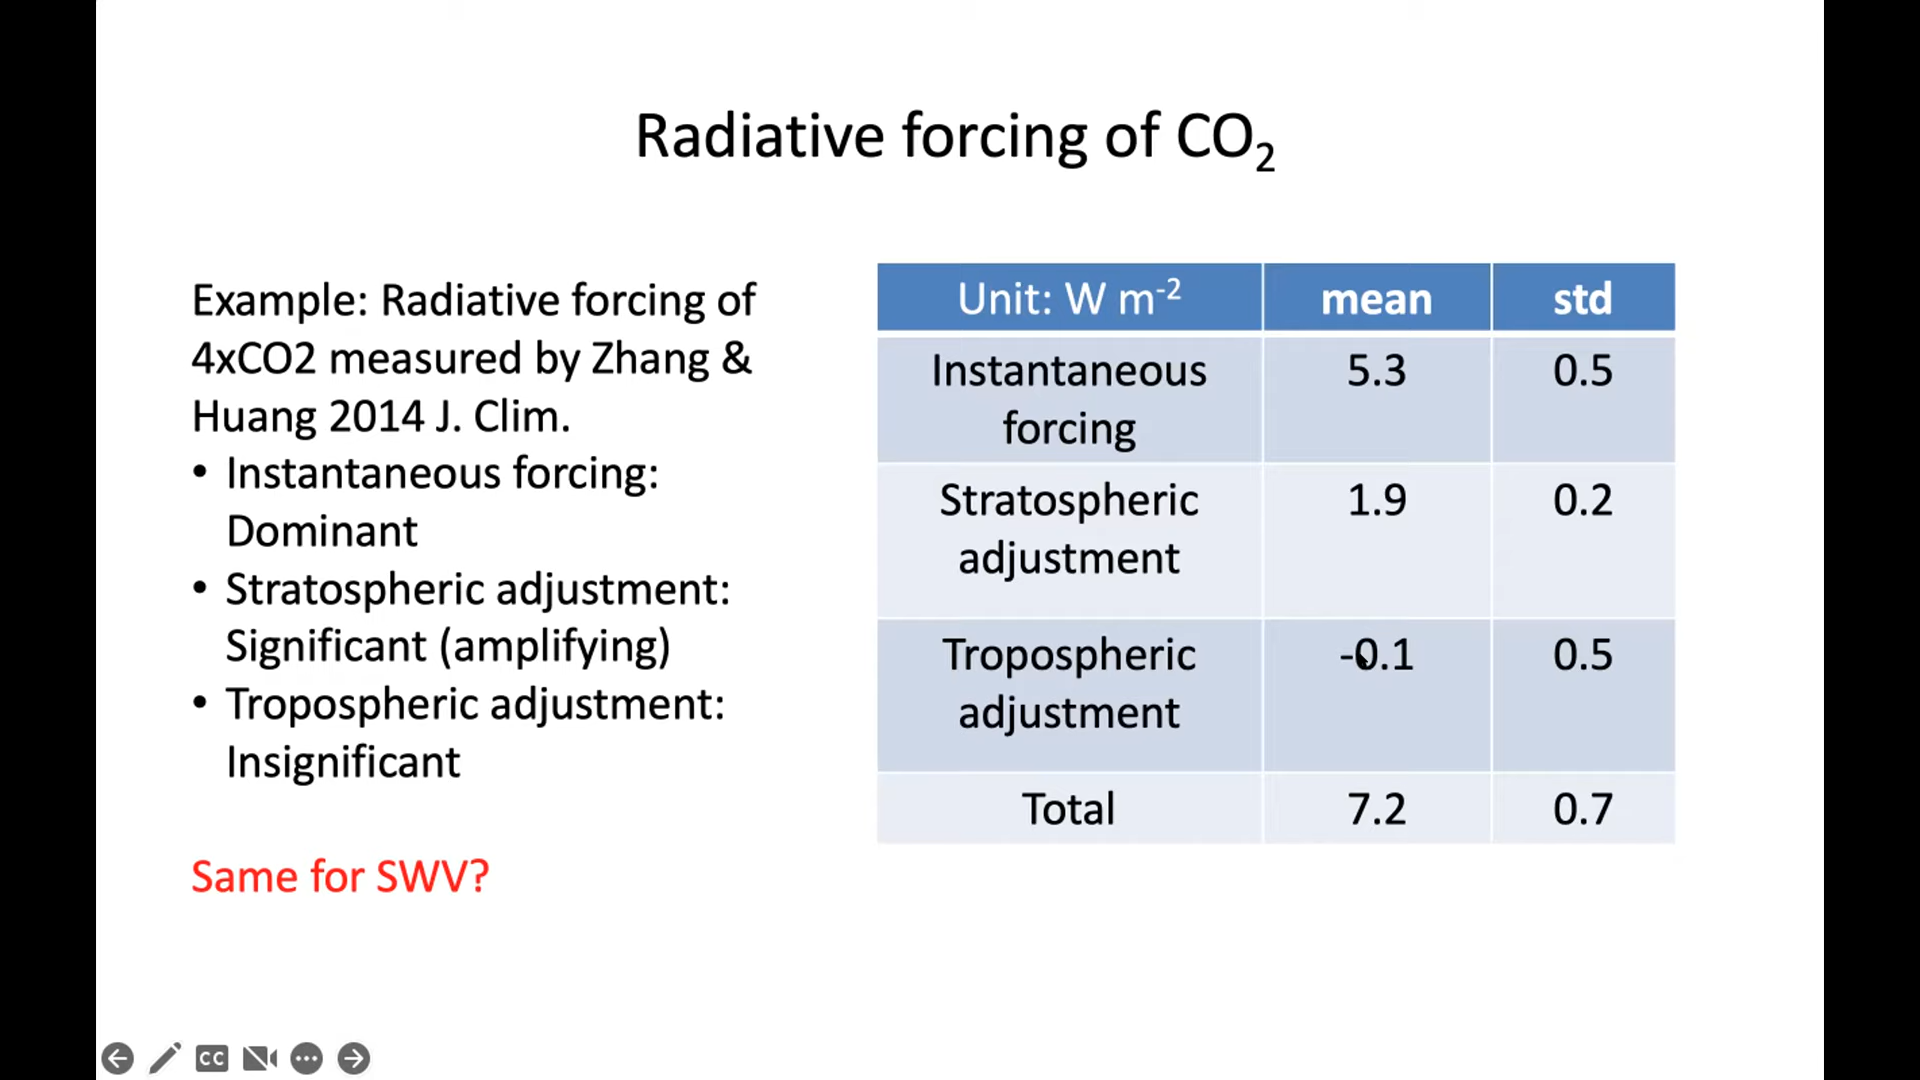 Radiative forcing of CO₂
Example: Radiative forcing of
4xCO2 measured by Zhang &
Huang 2014 J. Clim.
• Instantaneous forcing:
Dominant
• Stratospheric adjustment:
Significant (amplifying)
• Tropospheric adjustment:
Insignificant
Same for SWV?
Unit: W m⁻² mean std
Instantaneous forcing 5.3 0.5
Stratospheric adjustment 1.9 0.2
Tropospheric adjustment -0.1 0.5
Total 7.2 0.7
CC